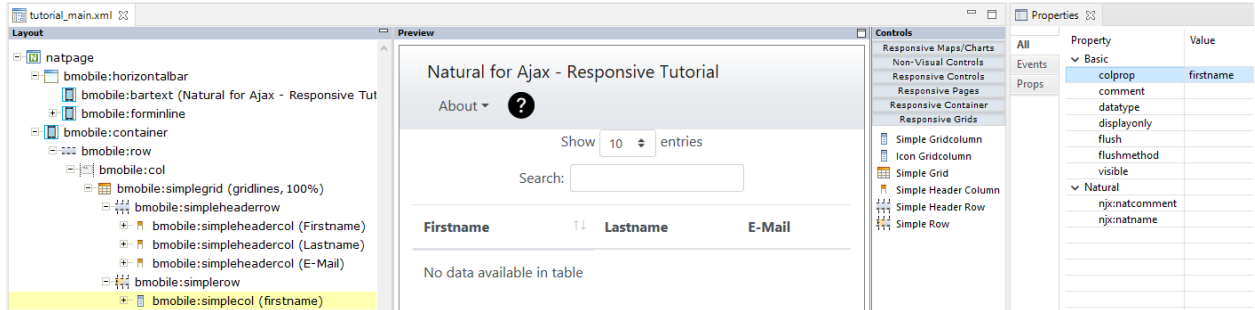 tutorial_main.xml
Layout
natpage
bmobile:horizontalbar
bmobile:bartext (Natural for Ajax - Responsive Tut
bmobile:forminline
bmobile:container
bmobile:row
bmobile:col
bmobile:simplegrid (gridlines, 100%)
bmobile:simpleheaderrow
bmobile:simpleheadercol (Firstname)
bmobile:simpleheadercol (Lastname)
bmobile:simpleheadercol (E-Mail)
bmobile:simplerow
bmobile:simplecol (firstname)
Preview
Natural for Ajax - Responsive Tutorial
About ?
Show 10 entries
Search:
Firstname Lastname E-Mail
No data available in table
Controls
Responsive Maps/Charts
Non-Visual Controls
Responsive Controls
Responsive Pages
Responsive Container
Responsive Grids
Simple Gridcolumn
Icon Gridcolumn
Simple Grid
Simple Header Column
Simple Header Row
Simple Row
Properties
All
Events
Props
Property Value
Basic
colprop firstname
comment
datatype
displayonly
flush
flushmethod
visible
Natural
njx:natcomment
njx:natname